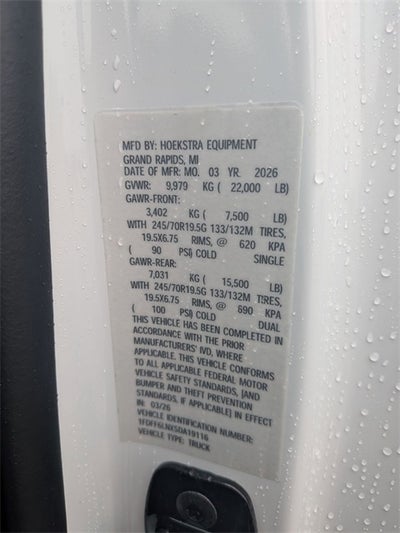 MFD BY: HOEKSTRA EQUIPMENT
GRAND RAPIDS, MI
DATE OF MFR: MO. 03 YR. 2026
GVWR: 9,979 KG ( 22,000 LB)
GAWR-FRONT:
3,402 KG ( 7,500 LB)
WITH 245/70R19.5G 133/132M TIRES,
19.5X6.75 RIMS, @ 620 KPA
( 90 PSI) COLD SINGLE
GAWR-REAR:
7,031 KG ( 15,500 LB)
WITH 245/70R19.5G 133/132M TIRES,
19.5X6.75 RIMS, @ 690 KPA
( 100 PSI) COLD DUAL
THIS VEHICLE HAS BEEN COMPLETED IN
ACCORDANCE WITH THE PRIOR
MANUFACTURERS' IVD, WHERE
APPLICABLE. THIS VEHICLE CONFORMS
TO ALL APPLICABLE FEDERAL MOTOR
VEHICLE SAFETY STANDARDS, [AND
BUMPER AND THEFT PREVENTION
STANDARDS, IF APPLICABLE] IN EFFECT
IN: 03/26
VEHICLE IDENTIFICATION NUMBER:
1FDFF6LNXSDA19116
VEHICLE TYPE: TRUCK